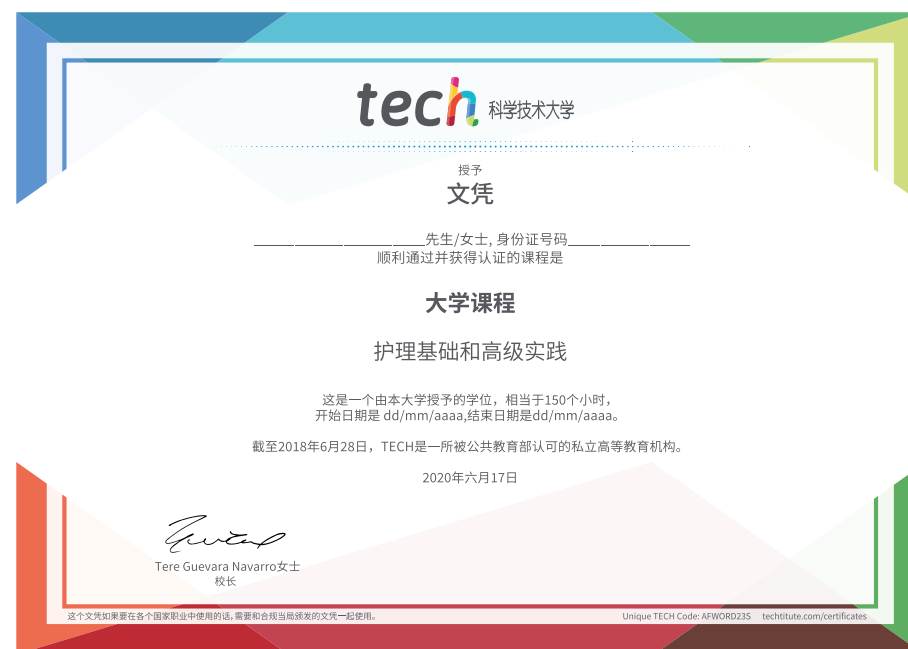 tech 科学技术大学
授予
文凭
____________________先生/女士, 身份证号码______________
顺利通过并获得认证的课程是
大学课程
护理基础和高级实践
这是一个由本大学授予的学位，相当于150个小时，
开始日期是 dd/mm/aaaa,结束日期是dd/mm/aaaa。
截至2018年6月28日，TECH是一所被公共教育部认可的私立高等教育机构。
2020年六月17日
Tere Guevara Navarro女士
校长
这个文凭如果要在各个国家职业中使用的话,需要和合规当局颁发的文凭一起使用。
Unique TECH Code: AFWORD23S techtitute.com/certificates